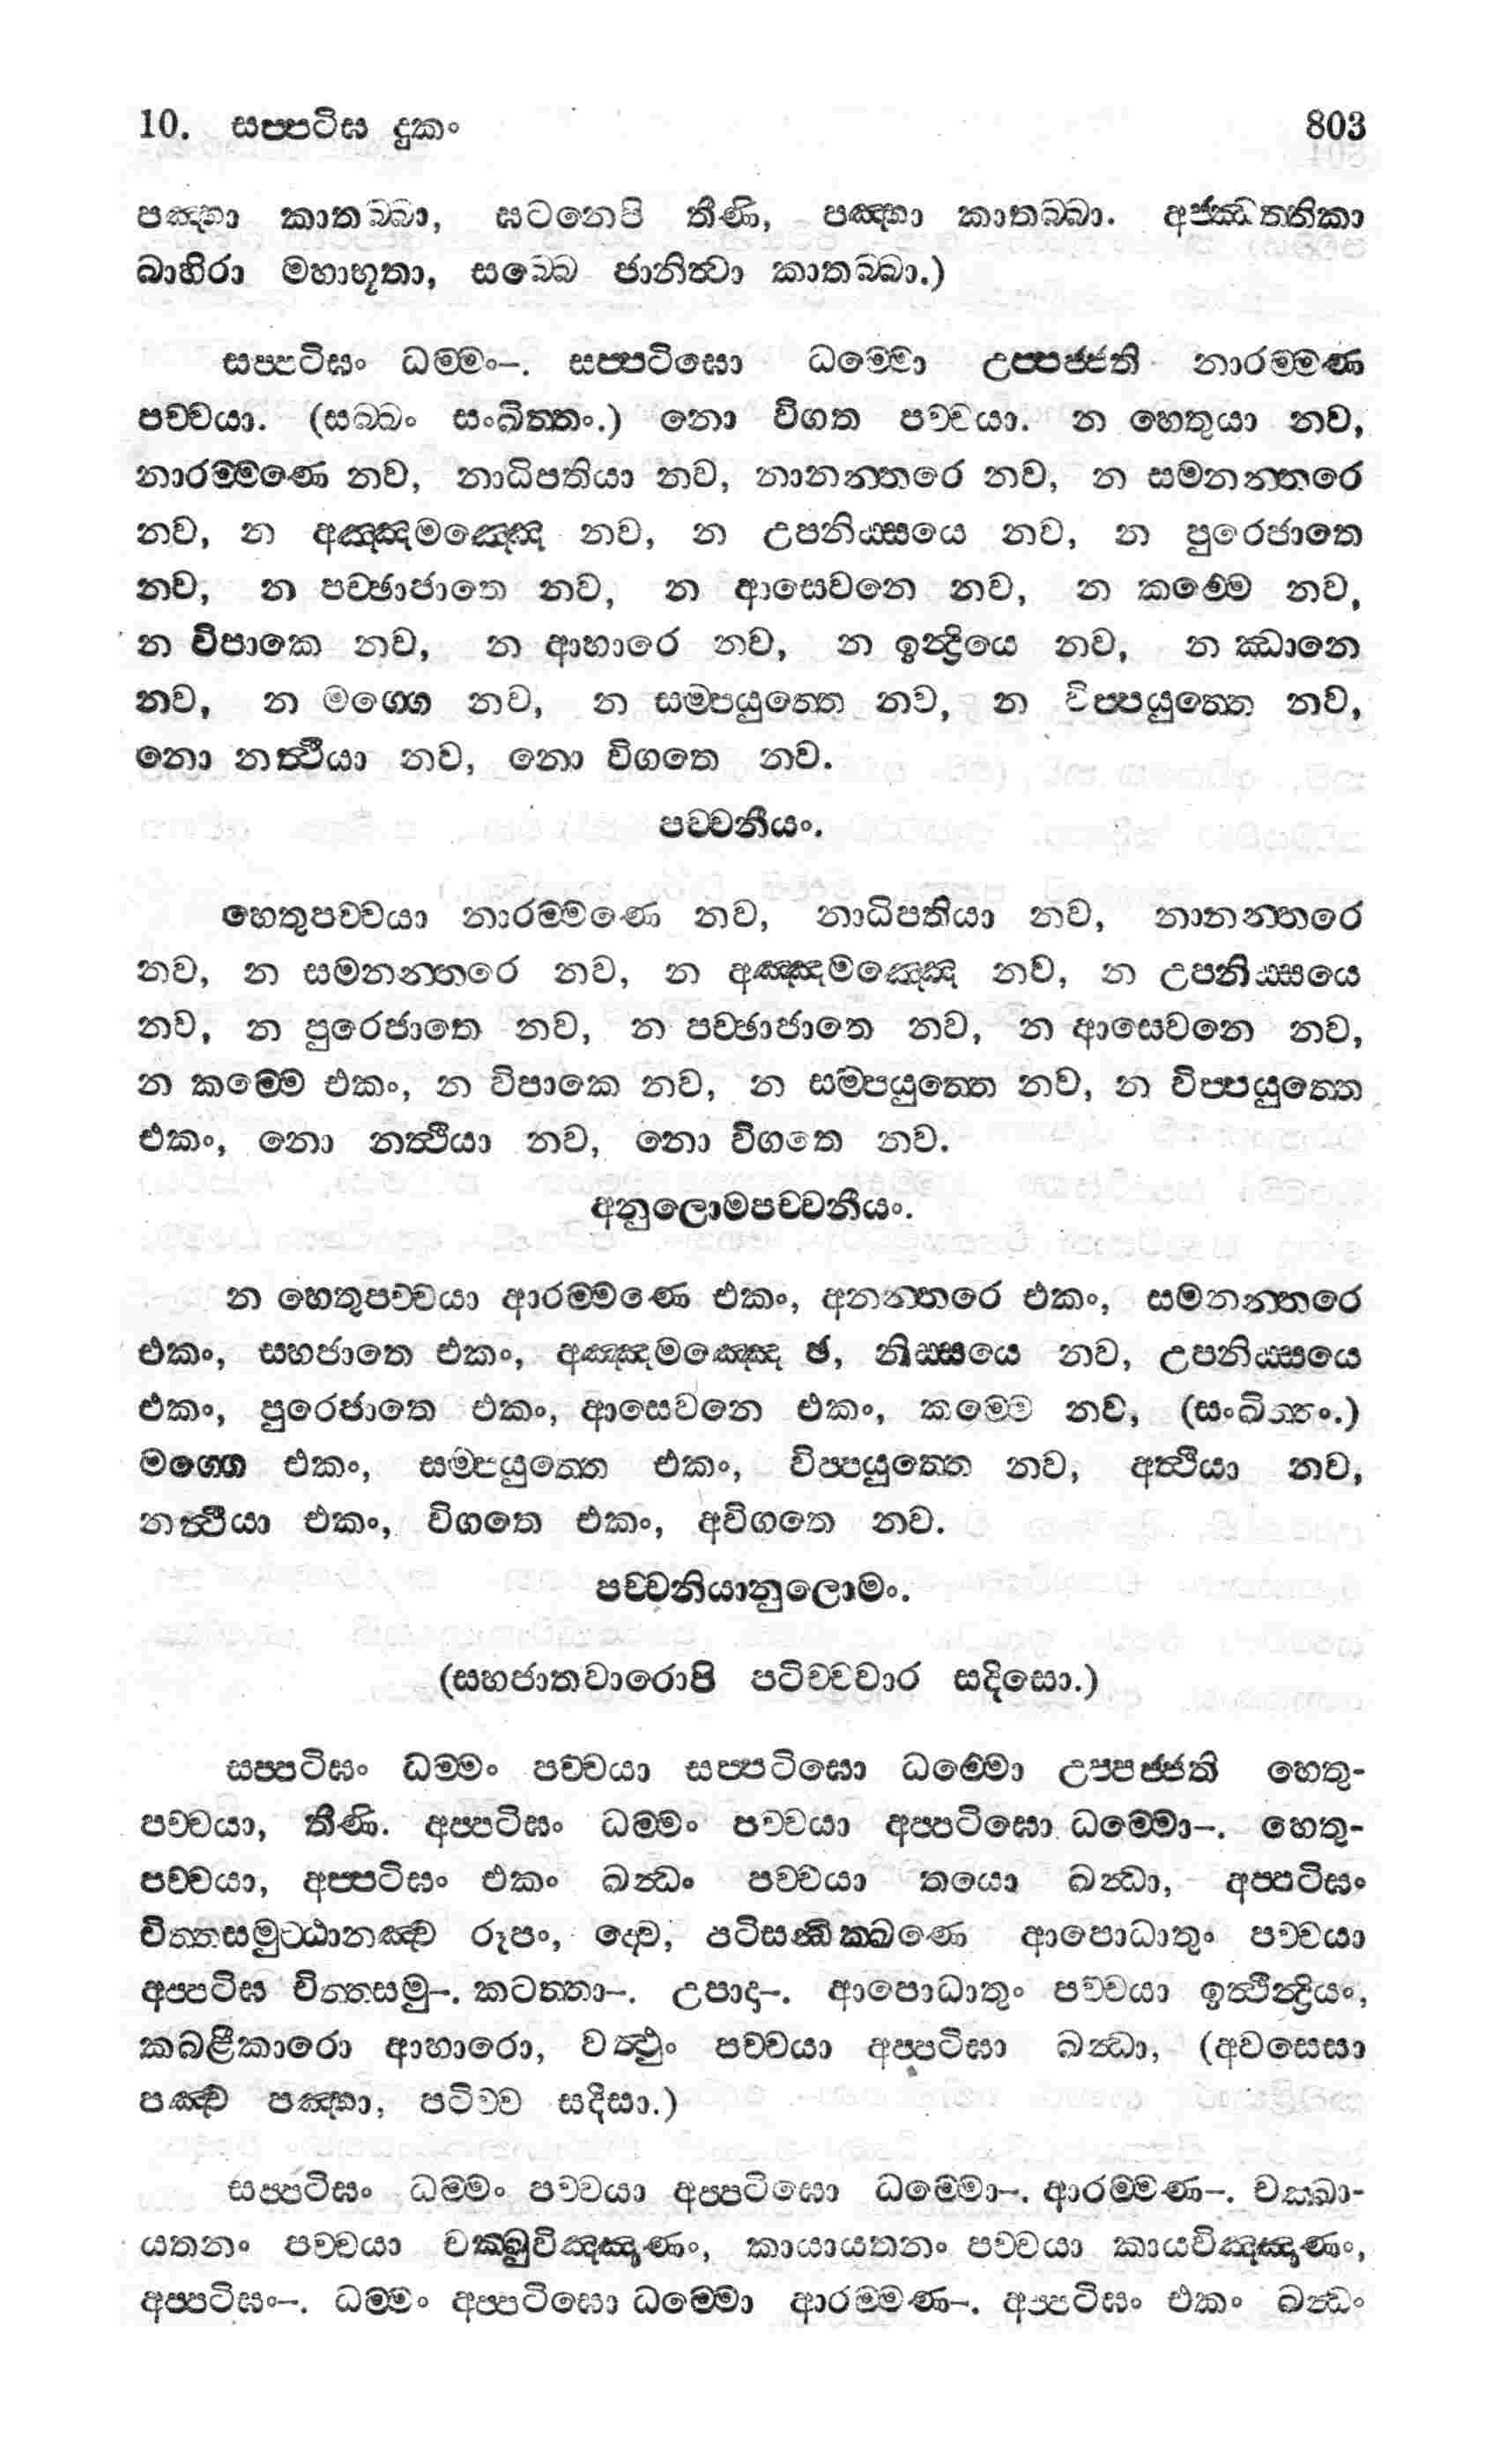 10. සප්පටිඝ දුකං 803
පඤ්හා කාතබ්බා, ඝටනෙපි තීණි, පඤ්හා කාතබ්බා. අජ්ඣත්තිකා
බාහිරා මහාභූතා, සබ්බෙ ජානිත්වා කාතබ්බා.)
සප්පටිඝං ධම්මං–. සප්පටිඝො ධම්මො උප්පජ්ජති නාරම්මණ
පච්චයා. (සබ්බං සංඛිත්තං.) නො විගත පච්චයා. න හෙතුයා නව,
නාරම්මණෙ නව, නාධිපතියා නව, නානන්තරෙ නව, න සමනන්තරෙ
නව, න අඤ්ඤමඤ්ඤෙ නව, න උපනිස්සයෙ නව, න පුරෙජාතෙ
නව, න පච්ඡාජාතෙ නව, න ආසෙවනෙ නව, න කම්මෙ නව,
න විපාකෙ නව, න ආහාරෙ නව, න ඉන්ද්‍රියෙ නව, න ඣානෙ
නව, න මග්ගෙ නව, න සම්පයුත්තෙ නව, න විප්පයුත්තෙ නව,
නො නත්ථියා නව, නො විගතෙ නව.
පච්චනීයං.
හෙතුපච්චයා නාරම්මණෙ නව, නාධිපතියා නව, නානන්තරෙ
නව, න සමනන්තරෙ නව, න අඤ්ඤමඤ්ඤෙ නව, න උපනිස්සයෙ
නව, න පුරෙජාතෙ නව, න පච්ඡාජාතෙ නව, න ආසෙවනෙ නව,
න කම්මෙ එකං, න විපාකෙ නව, න සම්පයුත්තෙ නව, න විප්පයුත්තෙ
එකං, නො නත්ථියා නව, නො විගතෙ නව.
අනුලොමපච්චනීයං.
න හෙතුපච්චයා ආරම්මණෙ එකං, අනන්තරෙ එකං, සමනන්තරෙ
එකං, සහජාතෙ එකං, අඤ්ඤමඤ්ඤෙ ඡ, නිස්සයෙ නව, උපනිස්සයෙ
එකං, පුරෙජාතෙ එකං, ආසෙවනෙ එකං, කම්මෙ නව, (සංඛිත්තං.)
මග්ගෙ එකං, සම්පයුත්තෙ එකං, විප්පයුත්තෙ නව, අත්ථියා නව,
නත්ථියා එකං, විගතෙ එකං, අවිගතෙ නව.
පච්චනියානුලොමං.
(සහජාතවාරොපි පටිච්චවාර සදිසො.)
සප්පටිඝං ධම්මං පච්චයා සප්පටිඝො ධම්මො උප්පජ්ජති හෙතු-
පච්චයා, තීණි. අප්පටිඝං ධම්මං පච්චයා අප්පටිඝො ධම්මො–. හෙතු-
පච්චයා, අප්පටිඝං එකං ඛන්ධං පච්චයා තයො ඛන්ධා, අප්පටිඝං
චිත්තසමුට්ඨානඤ්ච රූපං, ද්වෙ, පටිසන්ධික්ඛණෙ ආපොධාතුං පච්චයා
අප්පටිඝ චිත්තසමු–. කටත්තා–. උපාදා–. ආපොධාතුං පච්චයා ඉත්ථින්ද්‍රියං,
කබළීකාරො ආහාරො, වත්ථුං පච්චයා අප්පටිඝා ඛන්ධා, (අවසෙසා
පඤ්ච පඤ්හා, පටිච්ච සදිසා.)
සප්පටිඝං ධම්මං පච්චයා අප්පටිඝො ධම්මො–. ආරම්මණ–. චක්ඛා-
යතනං පච්චයා චක්ඛුවිඤ්ඤාණං, කායායතනං පච්චයා කායවිඤ්ඤාණං,
අප්පටිඝං–. ධම්මං අප්පටිඝො ධම්මො ආරම්මණ–. අප්පටිඝං එකං ඛන්ධං